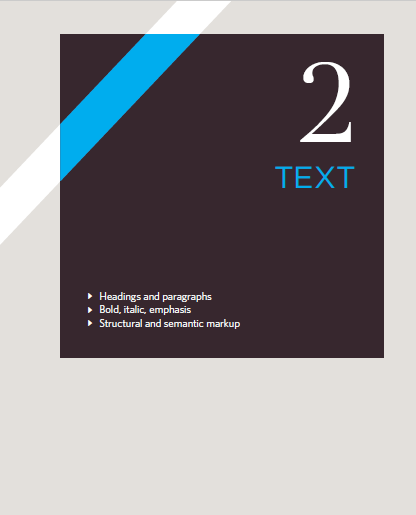 2
TEXT
Headings and paragraphs
Bold, italic, emphasis
Structural and semantic markup